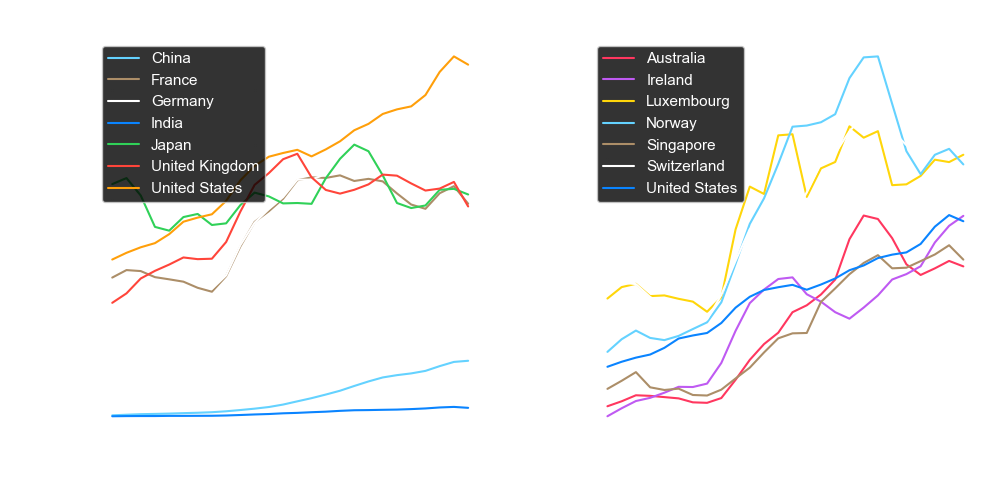 China
France
Germany
India
Japan
United Kingdom
United States
Australia
Ireland
Luxembourg
Norway
Singapore
Switzerland
United States